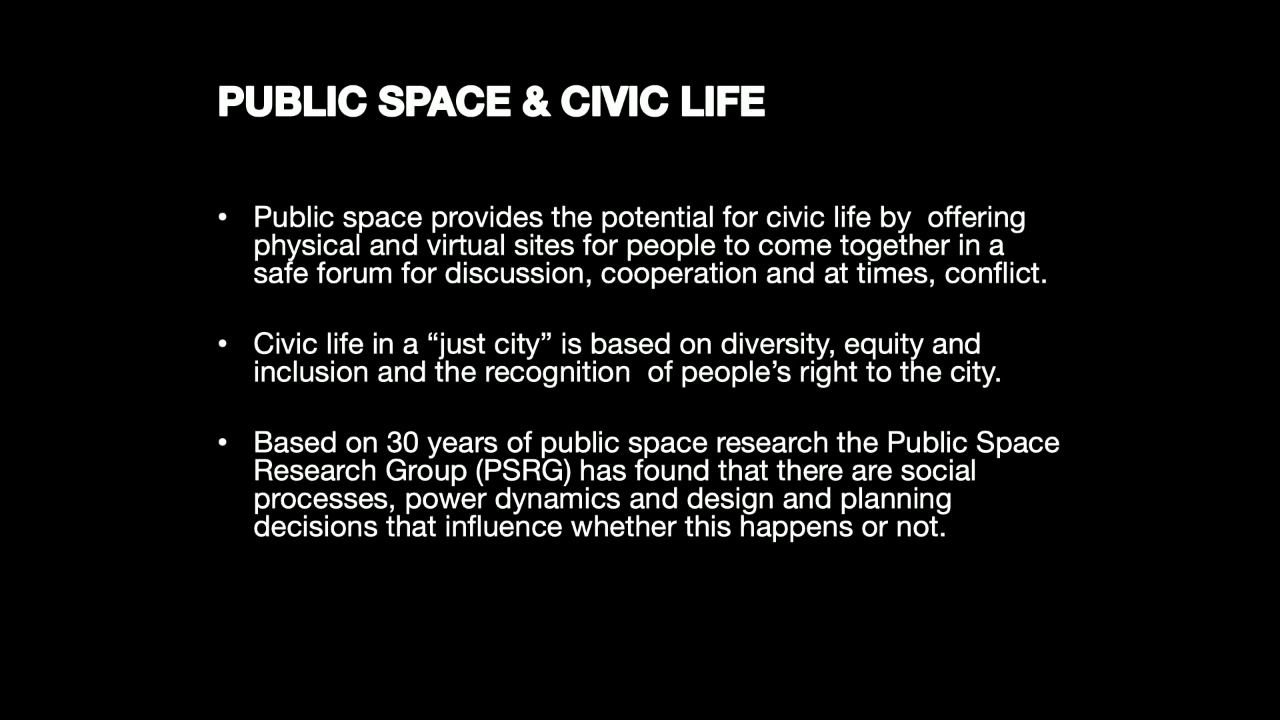 PUBLIC SPACE & CIVIC LIFE
• Public space provides the potential for civic life by  offering
physical and virtual sites for people to come together in a
safe forum for discussion, cooperation and at times, conflict.
• Civic life in a “just city” is based on diversity, equity and
inclusion and the recognition  of people’s right to the city.
• Based on 30 years of public space research the Public Space
Research Group (PSRG) has found that there are social
processes, power dynamics and design and planning
decisions that influence whether this happens or not.